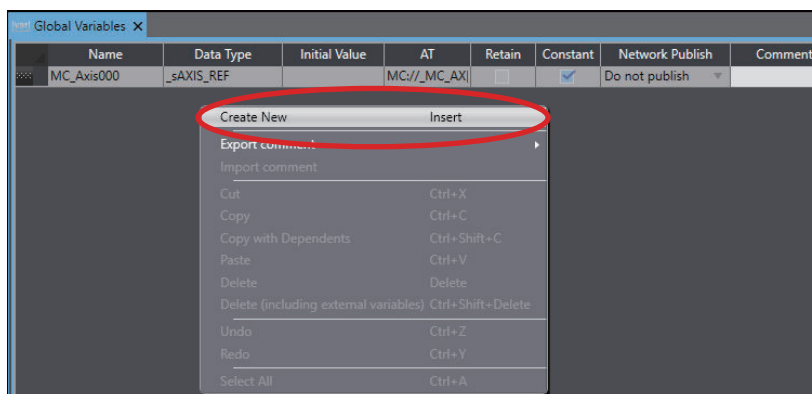 Global Variables X
Name Data Type Initial Value AT Retain Constant Network Publish Comment
MC_Axis000 _sAXIS_REF MC://_MC_AX Do not publish
Create New Insert
Export comment
Import comment
Cut Ctrl+X
Copy Ctrl+C
Copy with Dependents Ctrl+Shift+C
Paste Ctrl+V
Delete Delete
Delete (including external variables) Ctrl+Shift+Delete
Undo Ctrl+Z
Redo Ctrl+Y
Select All Ctrl+A